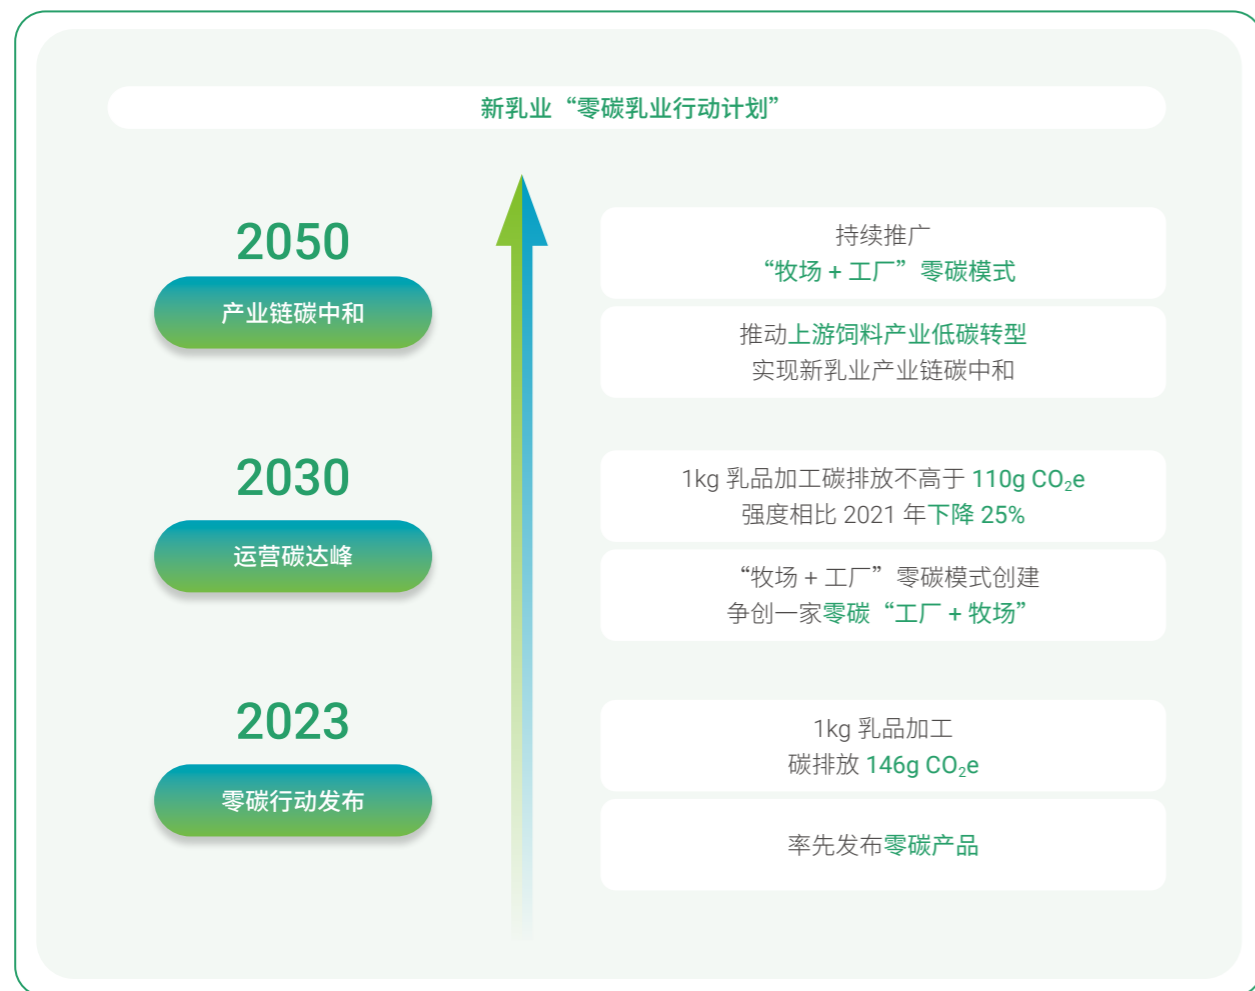 新乳业“零碳乳业行动计划”
2050
产业链碳中和
持续推广
“牧场 + 工厂”零碳模式
推动上游饲料产业低碳转型
实现新乳业产业链碳中和
2030
运营碳达峰
1kg 乳品加工碳排放不高于 110g CO₂e
强度相比 2021 年下降 25%
“牧场 + 工厂”零碳模式创建
争创一家零碳“工厂 + 牧场”
2023
零碳行动发布
1kg 乳品加工
碳排放 146g CO₂e
率先发布零碳产品